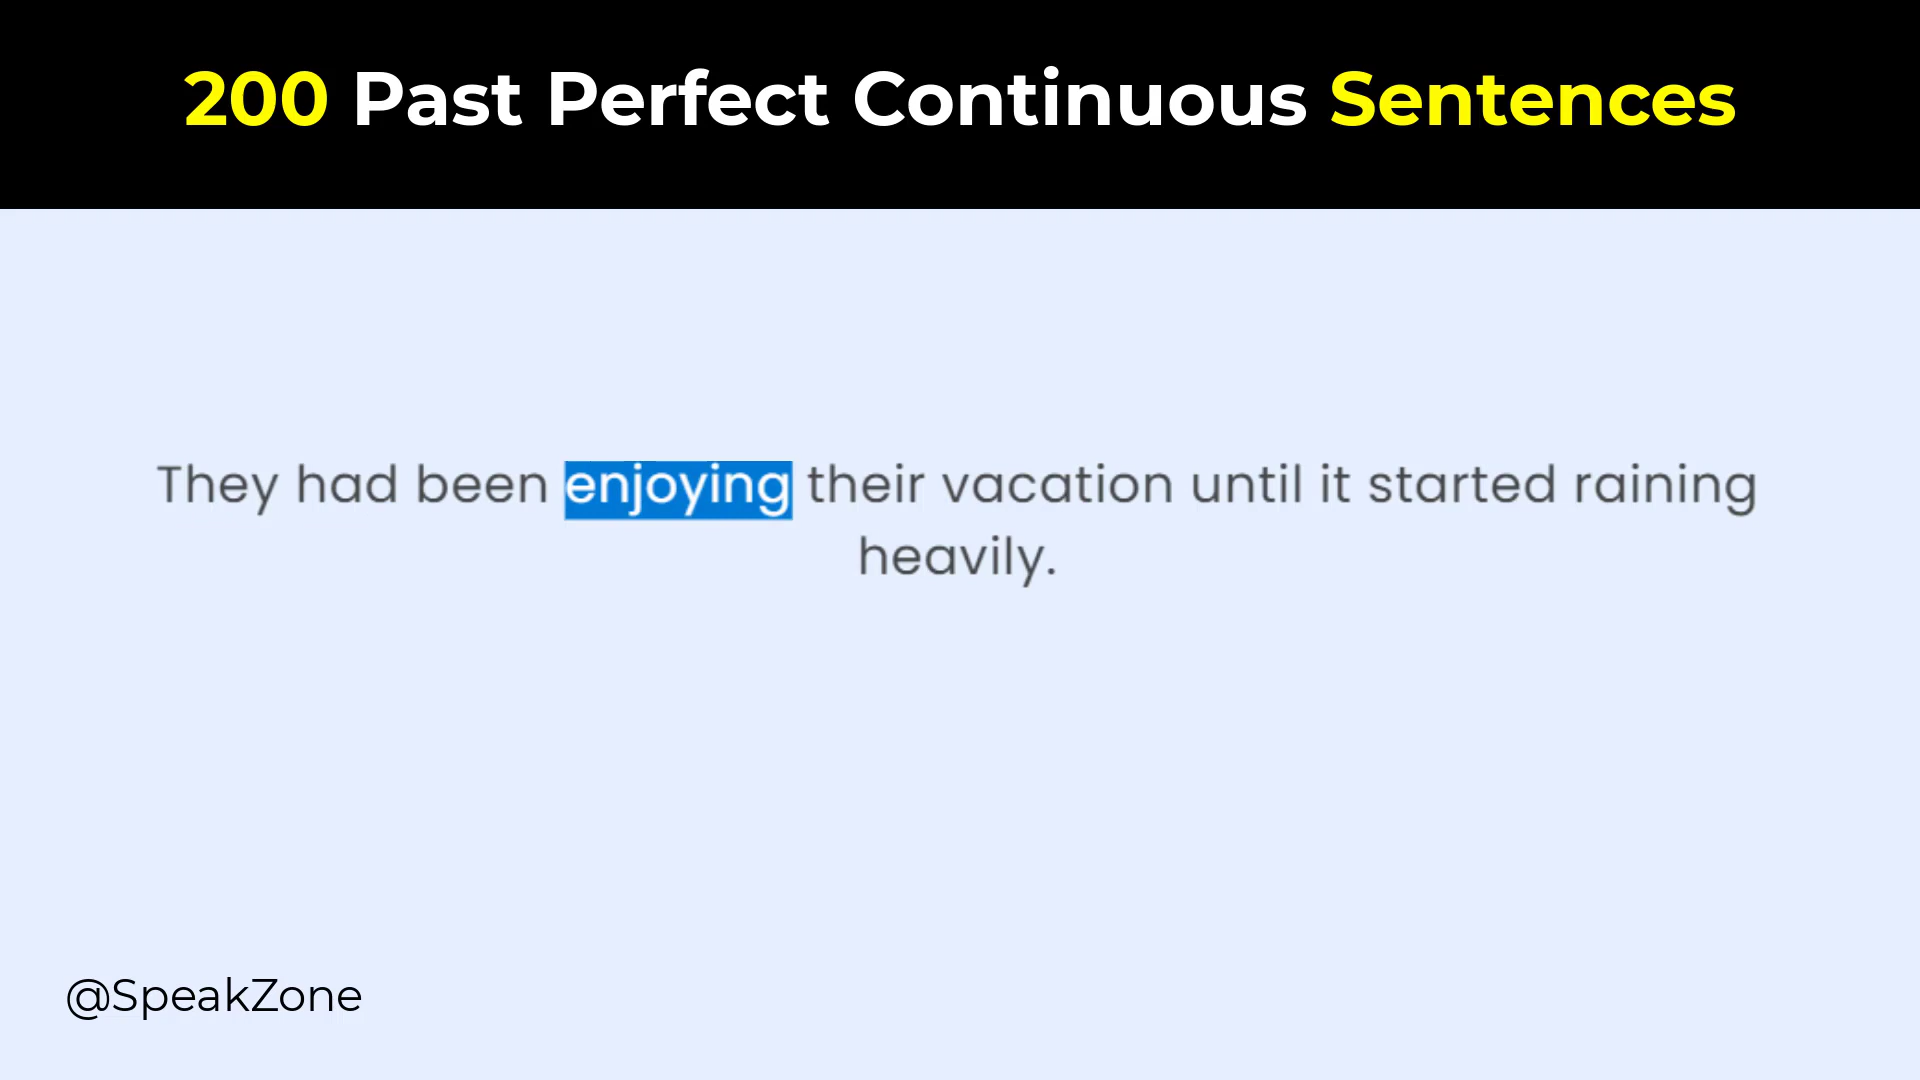 200 Past Perfect Continuous Sentences
They had been enjoying their vacation until it started raining
heavily.
@SpeakZone